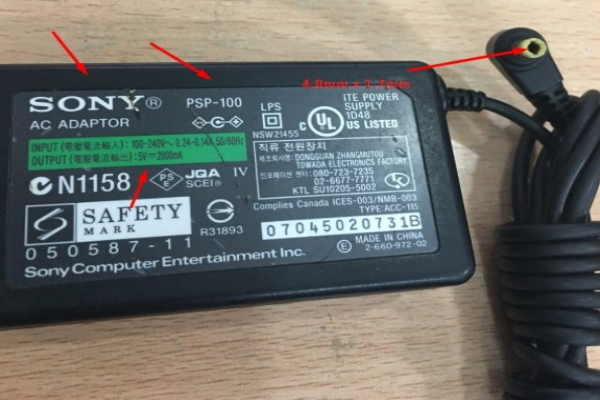 SONY® PSP-100
AC ADAPTOR
INPUT (電壓電流輸入): 100-240V~ 0.24-0.14A 50/60Hz
OUTPUT (電壓電流輸出): 5V⎓2000mA
N1158 PS E JQA IV
SCEI®
SAFETY
MARK
R31893
050587-11
Sony Computer Entertainment Inc.
LPS
NSW21455
UL
ITE POWER
SUPPLY
1D48
US LISTED
직류 전원장치
DONGGUAN ZHANGMUTOU
TOWADA ELECTRONICS FACTORY
080-723-7235
02-6677-7771
KTL SU10205-5002
Complies Canada ICES-003/NMB-003
TYPE:ACC-115
07045020731B
MADE IN CHINA
2-660-972-02